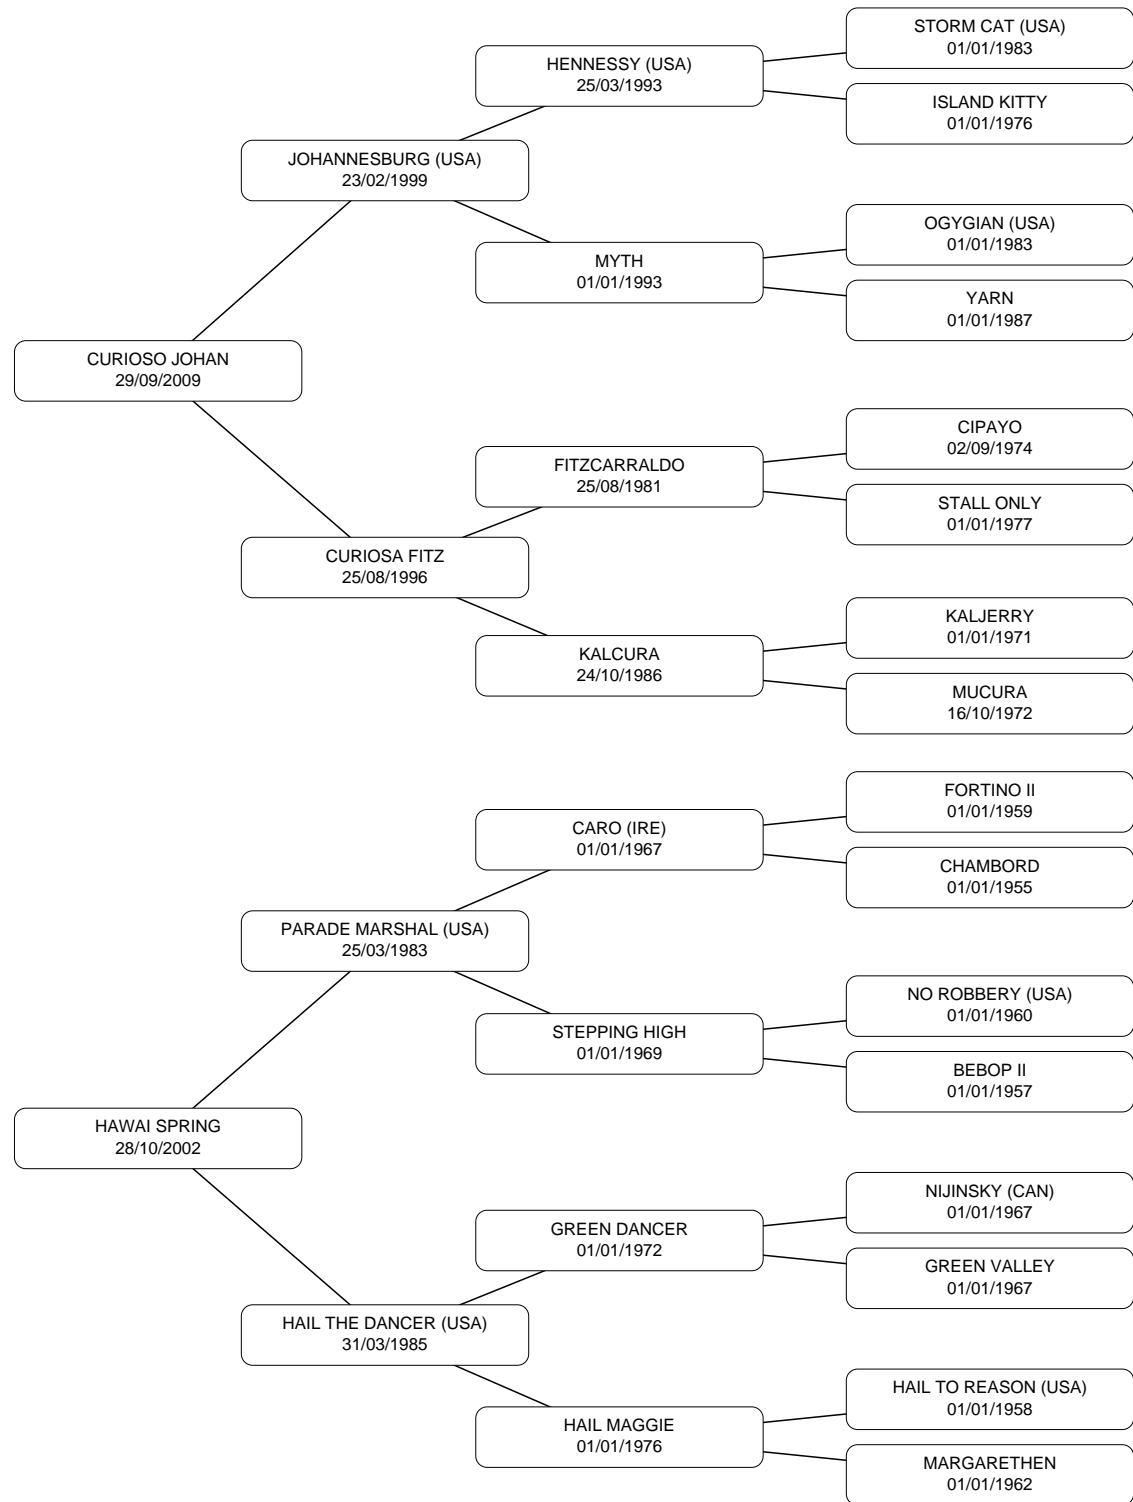 STORM CAT (USA)
01/01/1983
HENNESSY (USA)
25/03/1993
ISLAND KITTY
01/01/1976
JOHANNESBURG (USA)
23/02/1999
OGYGIAN (USA)
01/01/1983
MYTH
01/01/1993
YARN
01/01/1987
CURIOSO JOHAN
29/09/2009
CIPAYO
02/09/1974
FITZCARRALDO
25/08/1981
STALL ONLY
01/01/1977
CURIOSA FITZ
25/08/1996
KALJERRY
01/01/1971
KALCURA
24/10/1986
MUCURA
16/10/1972
FORTINO II
01/01/1959
CARO (IRE)
01/01/1967
CHAMBORD
01/01/1955
PARADE MARSHAL (USA)
25/03/1983
NO ROBBERY (USA)
01/01/1960
STEPPING HIGH
01/01/1969
BEBOP II
01/01/1957
HAWAI SPRING
28/10/2002
NIJINSKY (CAN)
01/01/1967
GREEN DANCER
01/01/1972
GREEN VALLEY
01/01/1967
HAIL THE DANCER (USA)
31/03/1985
HAIL TO REASON (USA)
01/01/1958
HAIL MAGGIE
01/01/1976
MARGARETHEN
01/01/1962